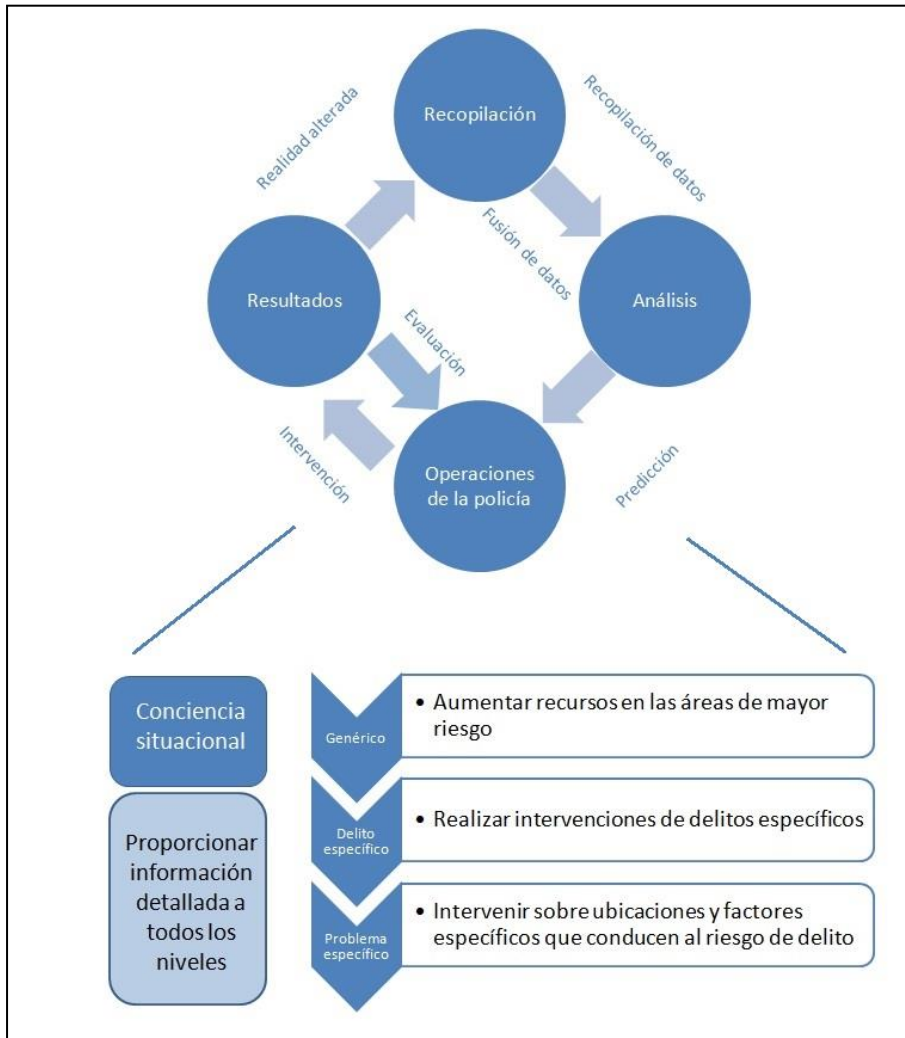 Recopilación
Realidad alterada
Recopilación de datos
Fusión de datos
Resultados
Análisis
Evaluación
Intervención
Operaciones
de la policía
Predicción
Conciencia
situacional
Proporcionar
información
detallada a
todos los
niveles
Genérico
• Aumentar recursos en las áreas de mayor
riesgo
Delito
específico
• Realizar intervenciones de delitos específicos
Problema
específico
• Intervenir sobre ubicaciones y factores
específicos que conducen al riesgo de delito